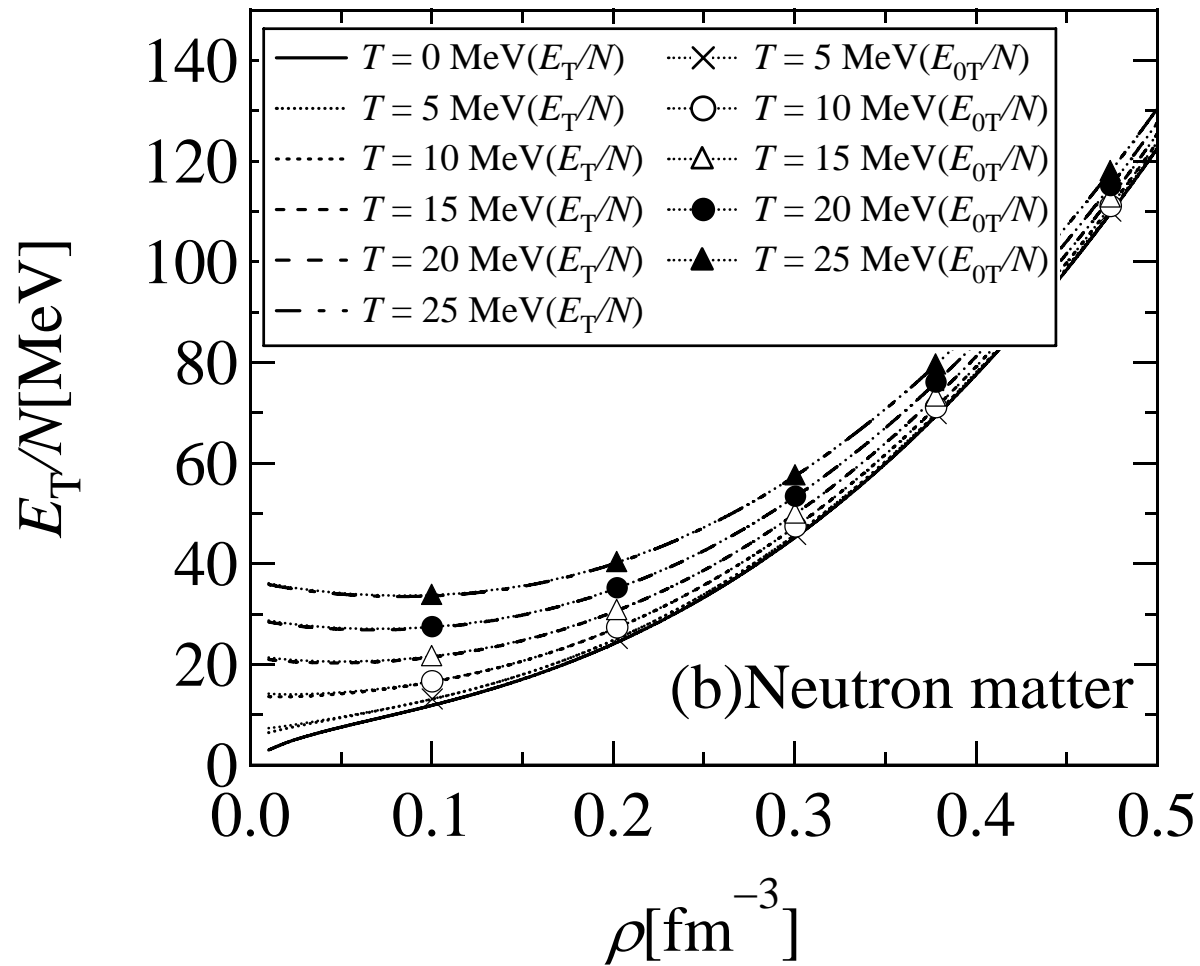 140
120
100
80
60
40
20
0
E_T/N[MeV]
T = 0 MeV(E_T/N)
T = 5 MeV(E_T/N)
T = 10 MeV(E_T/N)
T = 15 MeV(E_T/N)
T = 20 MeV(E_T/N)
T = 25 MeV(E_T/N)
T = 5 MeV(E_0T/N)
T = 10 MeV(E_0T/N)
T = 15 MeV(E_0T/N)
T = 20 MeV(E_0T/N)
T = 25 MeV(E_0T/N)
(b)Neutron matter
0.0 0.1 0.2 0.3 0.4 0.5
ρ[fm⁻³]